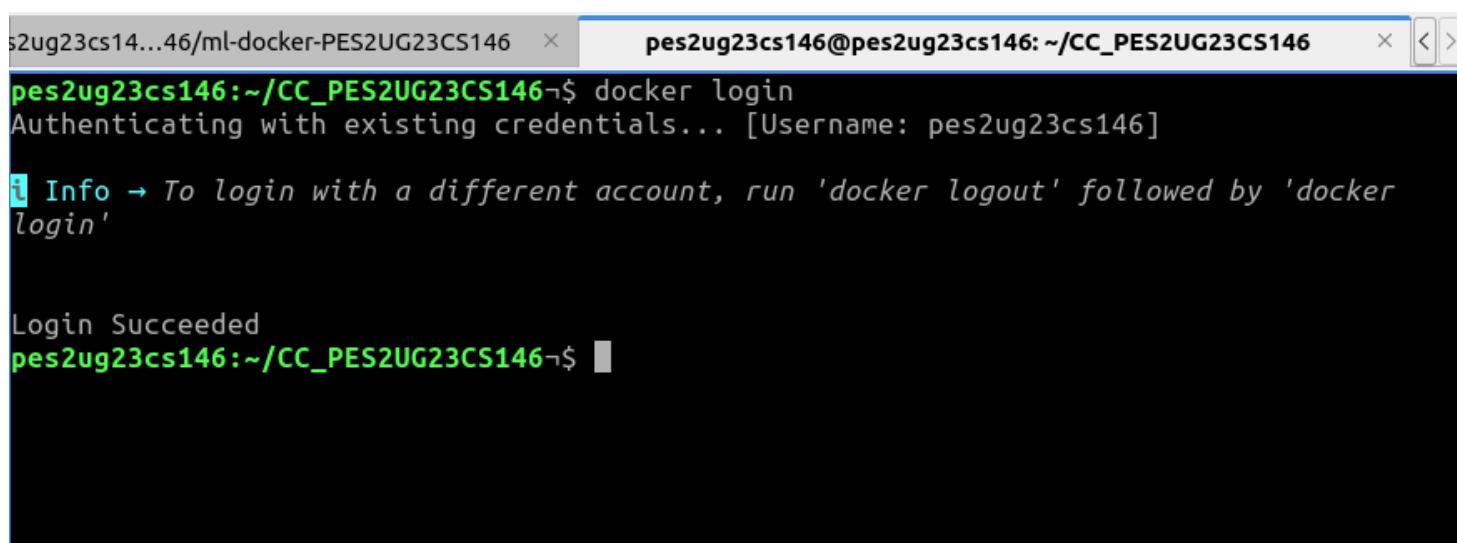 s2ug23cs14...46/ml-docker-PES2UG23CS146 ×
pes2ug23cs146@pes2ug23cs146: ~/CC_PES2UG23CS146 × < >
pes2ug23cs146:~/CC_PES2UG23CS146¬$ docker login
Authenticating with existing credentials... [Username: pes2ug23cs146]
i Info → To login with a different account, run 'docker logout' followed by 'docker
login'
Login Succeeded
pes2ug23cs146:~/CC_PES2UG23CS146¬$